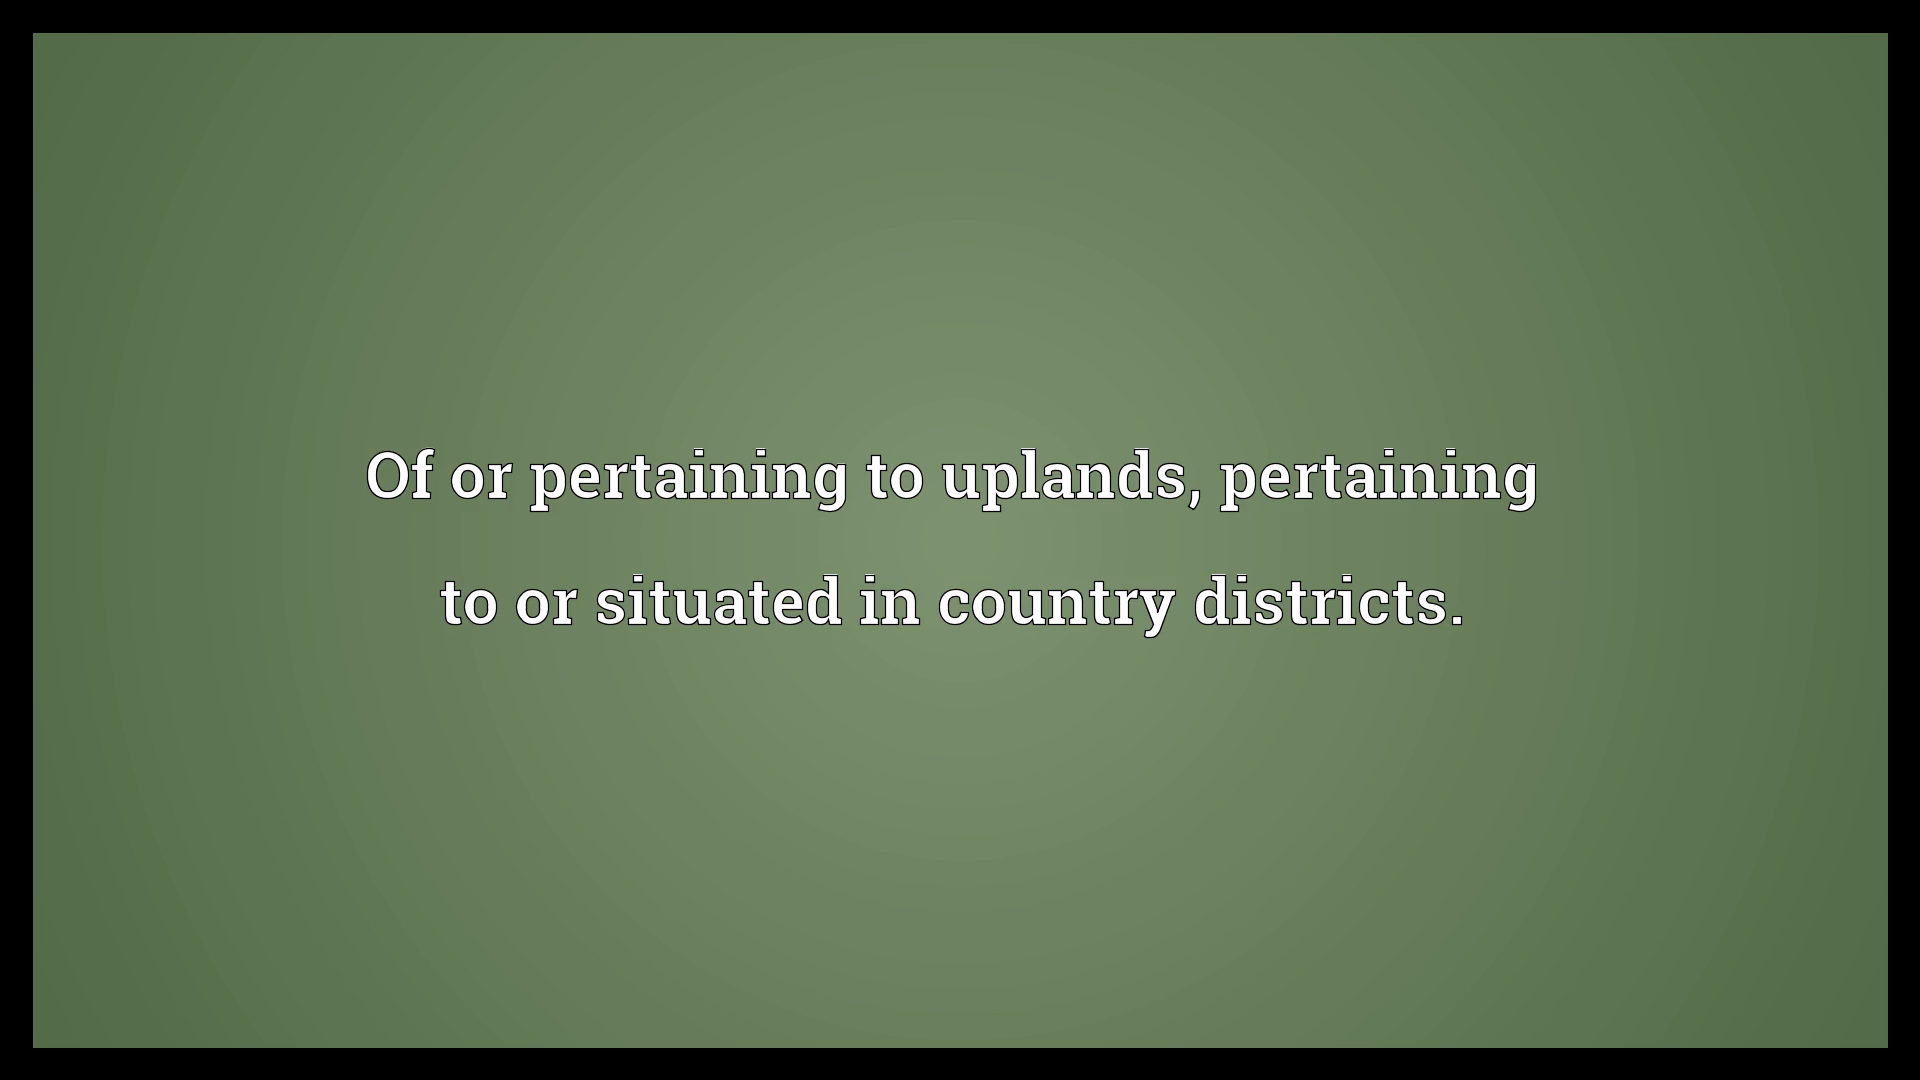 Of or pertaining to uplands, pertaining
to or situated in country districts.